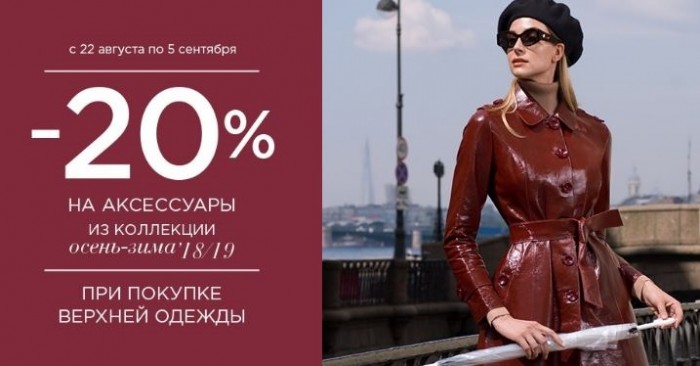 с 22 августа по 5 сентября
-20%
НА АКСЕССУАРЫ
ИЗ КОЛЛЕКЦИИ
осень-зима'18/19
ПРИ ПОКУПКЕ
ВЕРХНЕЙ ОДЕЖДЫ